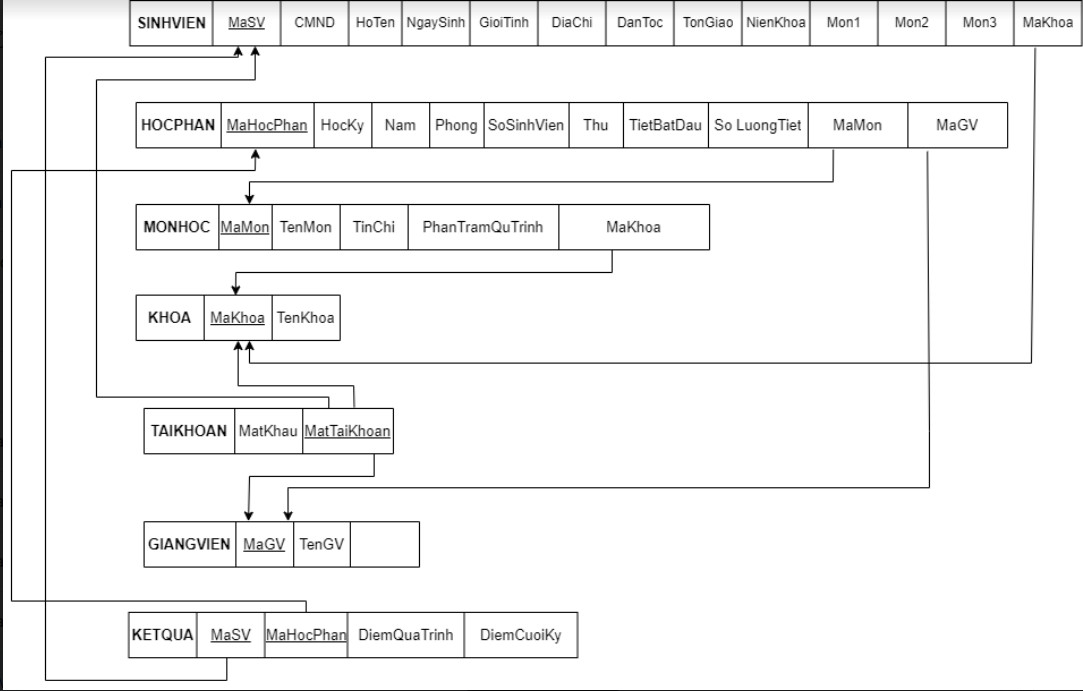 SINHVIEN MaSV CMND HoTen NgaySinh GioiTinh DiaChi DanToc TonGiao NienKhoa Mon1 Mon2 Mon3 MaKhoa
HOCPHAN MaHocPhan HocKy Nam Phong SoSinhVien Thu TietBatDau So LuongTiet MaMon MaGV
MONHOC MaMon TenMon TinChi PhanTramQuTrinh MaKhoa
KHOA MaKhoa TenKhoa
TAIKHOAN MatKhau MatTaiKhoan
GIANGVIEN MaGV TenGV
KETQUA MaSV MaHocPhan DiemQuaTrinh DiemCuoiKy